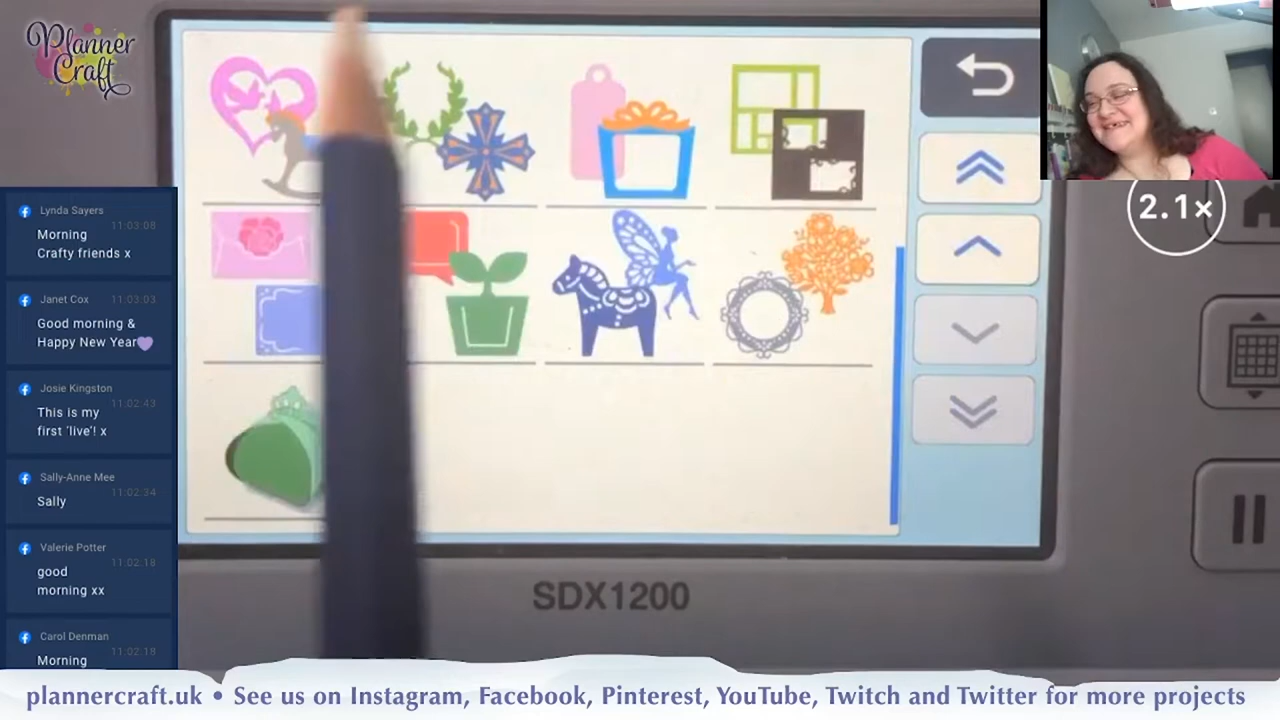 Planner
Craft
Lynda Sayers
11:03:08
Morning
Crafty friends x
Janet Cox
11:03:03
Good morning &
Happy New Year💜
Josie Kingston
11:02:43
This is my
first 'live'! x
Sally-Anne Mee
11:02:34
Sally
Valerie Potter
11:02:18
good
morning xx
Carol Denman
11:02:18
Morning
2.1×
SDX1200
plannercraft.uk • See us on Instagram, Facebook, Pinterest, YouTube, Twitch and Twitter for more projects